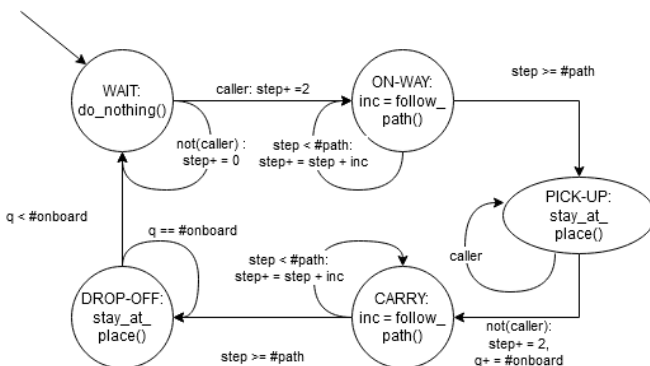 WAIT:
do_nothing()
caller: step+ =2
ON-WAY:
inc = follow_
path()
step >= #path
not(caller) :
step+ = 0
step < #path:
step+ = step + inc
PICK-UP:
stay_at_
place()
caller
q < #onboard
q == #onboard
step < #path:
step+ = step + inc
DROP-OFF:
stay_at_
place()
CARRY:
inc = follow_
path()
step >= #path
not(caller):
step+ = 2,
q+ = #onboard